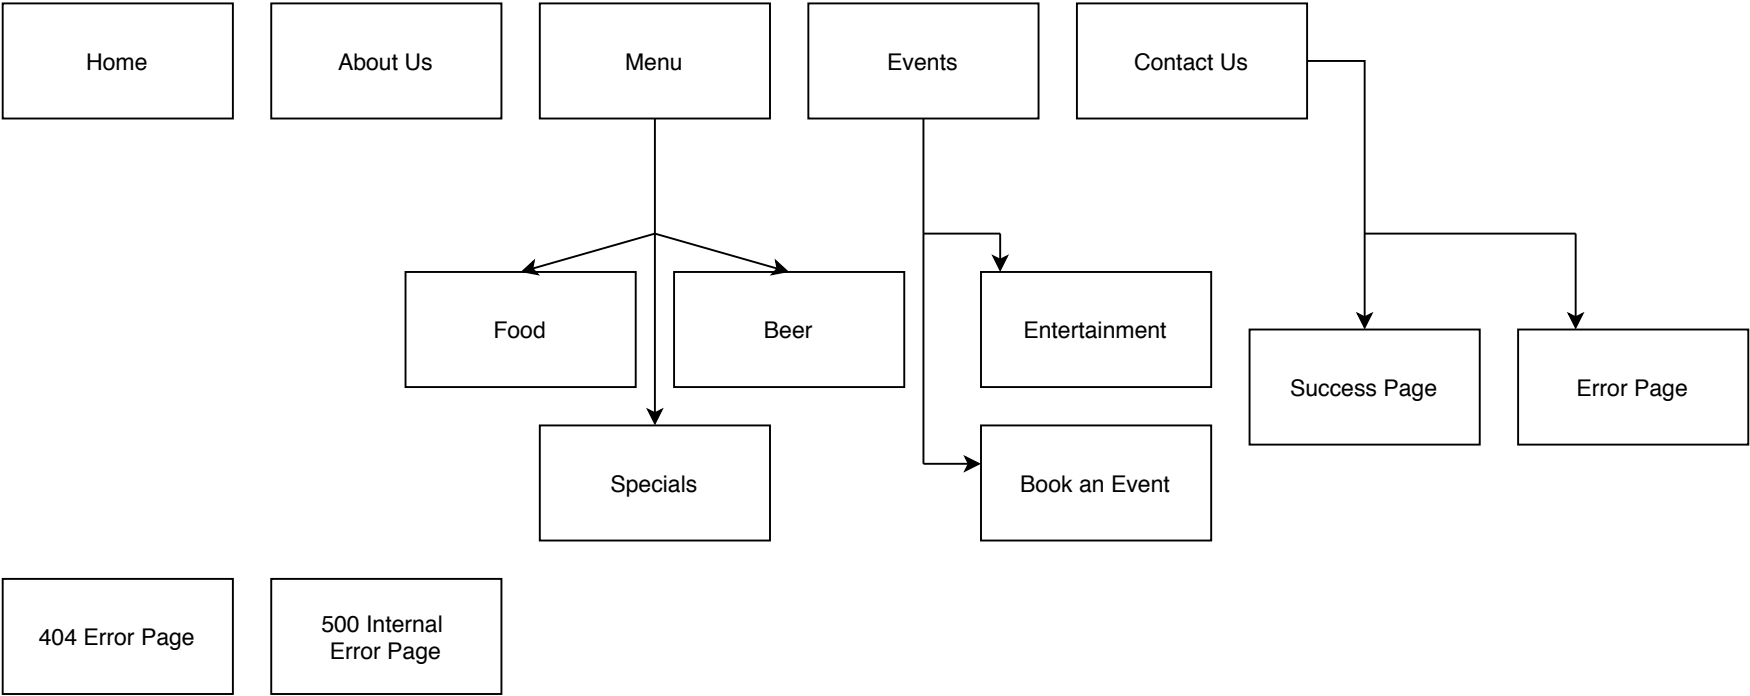 Home
About Us
Menu
Events
Contact Us
Food
Beer
Entertainment
Success Page
Error Page
Specials
Book an Event
404 Error Page
500 Internal
Error Page